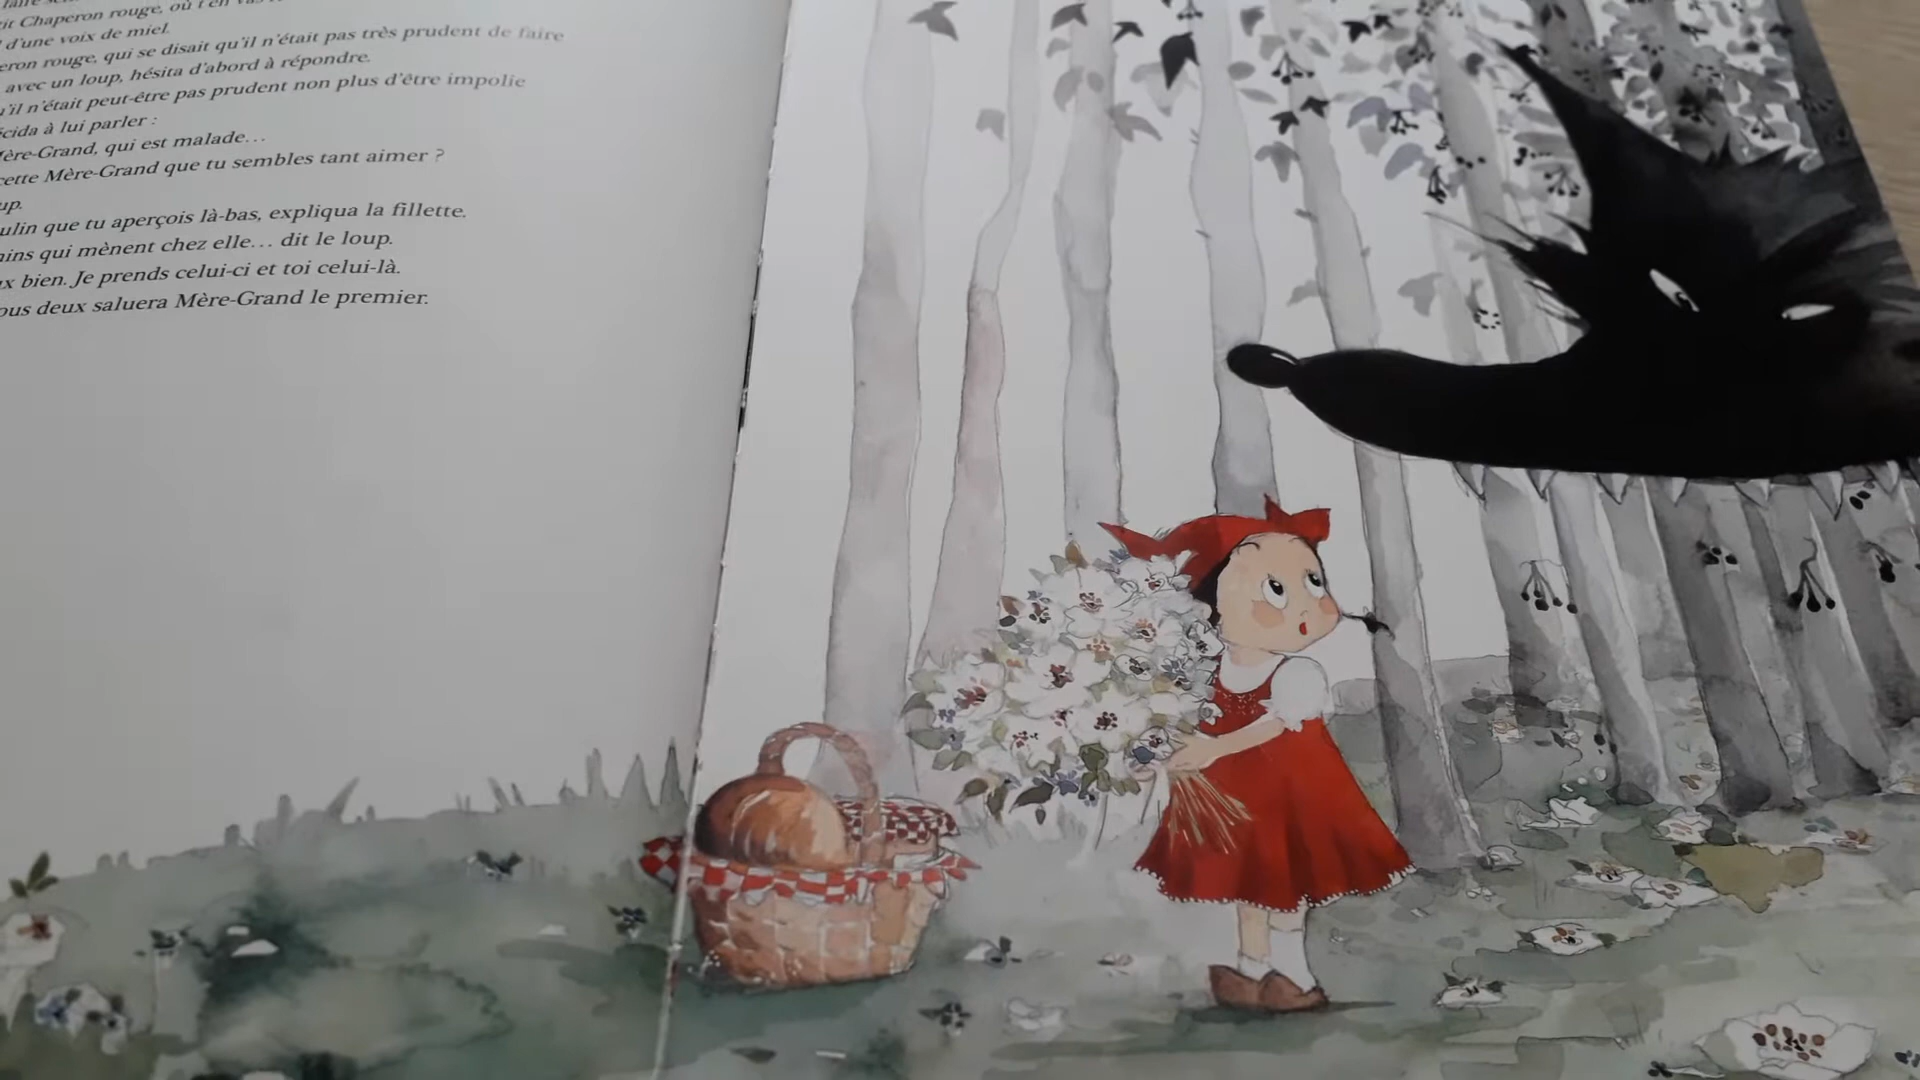 it Chaperon rouge, où t'en vas
d'une voix de miel.
eron rouge, qui se disait qu'il n'était pas très prudent de faire
avec un loup, hésita d'abord à répondre.
u'il n'était peut-être pas prudent non plus d'être impolie
cida à lui parler :
ère-Grand, qui est malade…
cette Mère-Grand que tu sembles tant aimer ?
up.
ulin que tu aperçois là-bas, expliqua la fillette.
ins qui mènent chez elle… dit le loup.
x bien. Je prends celui-ci et toi celui-là.
ous deux saluera Mère-Grand le premier.